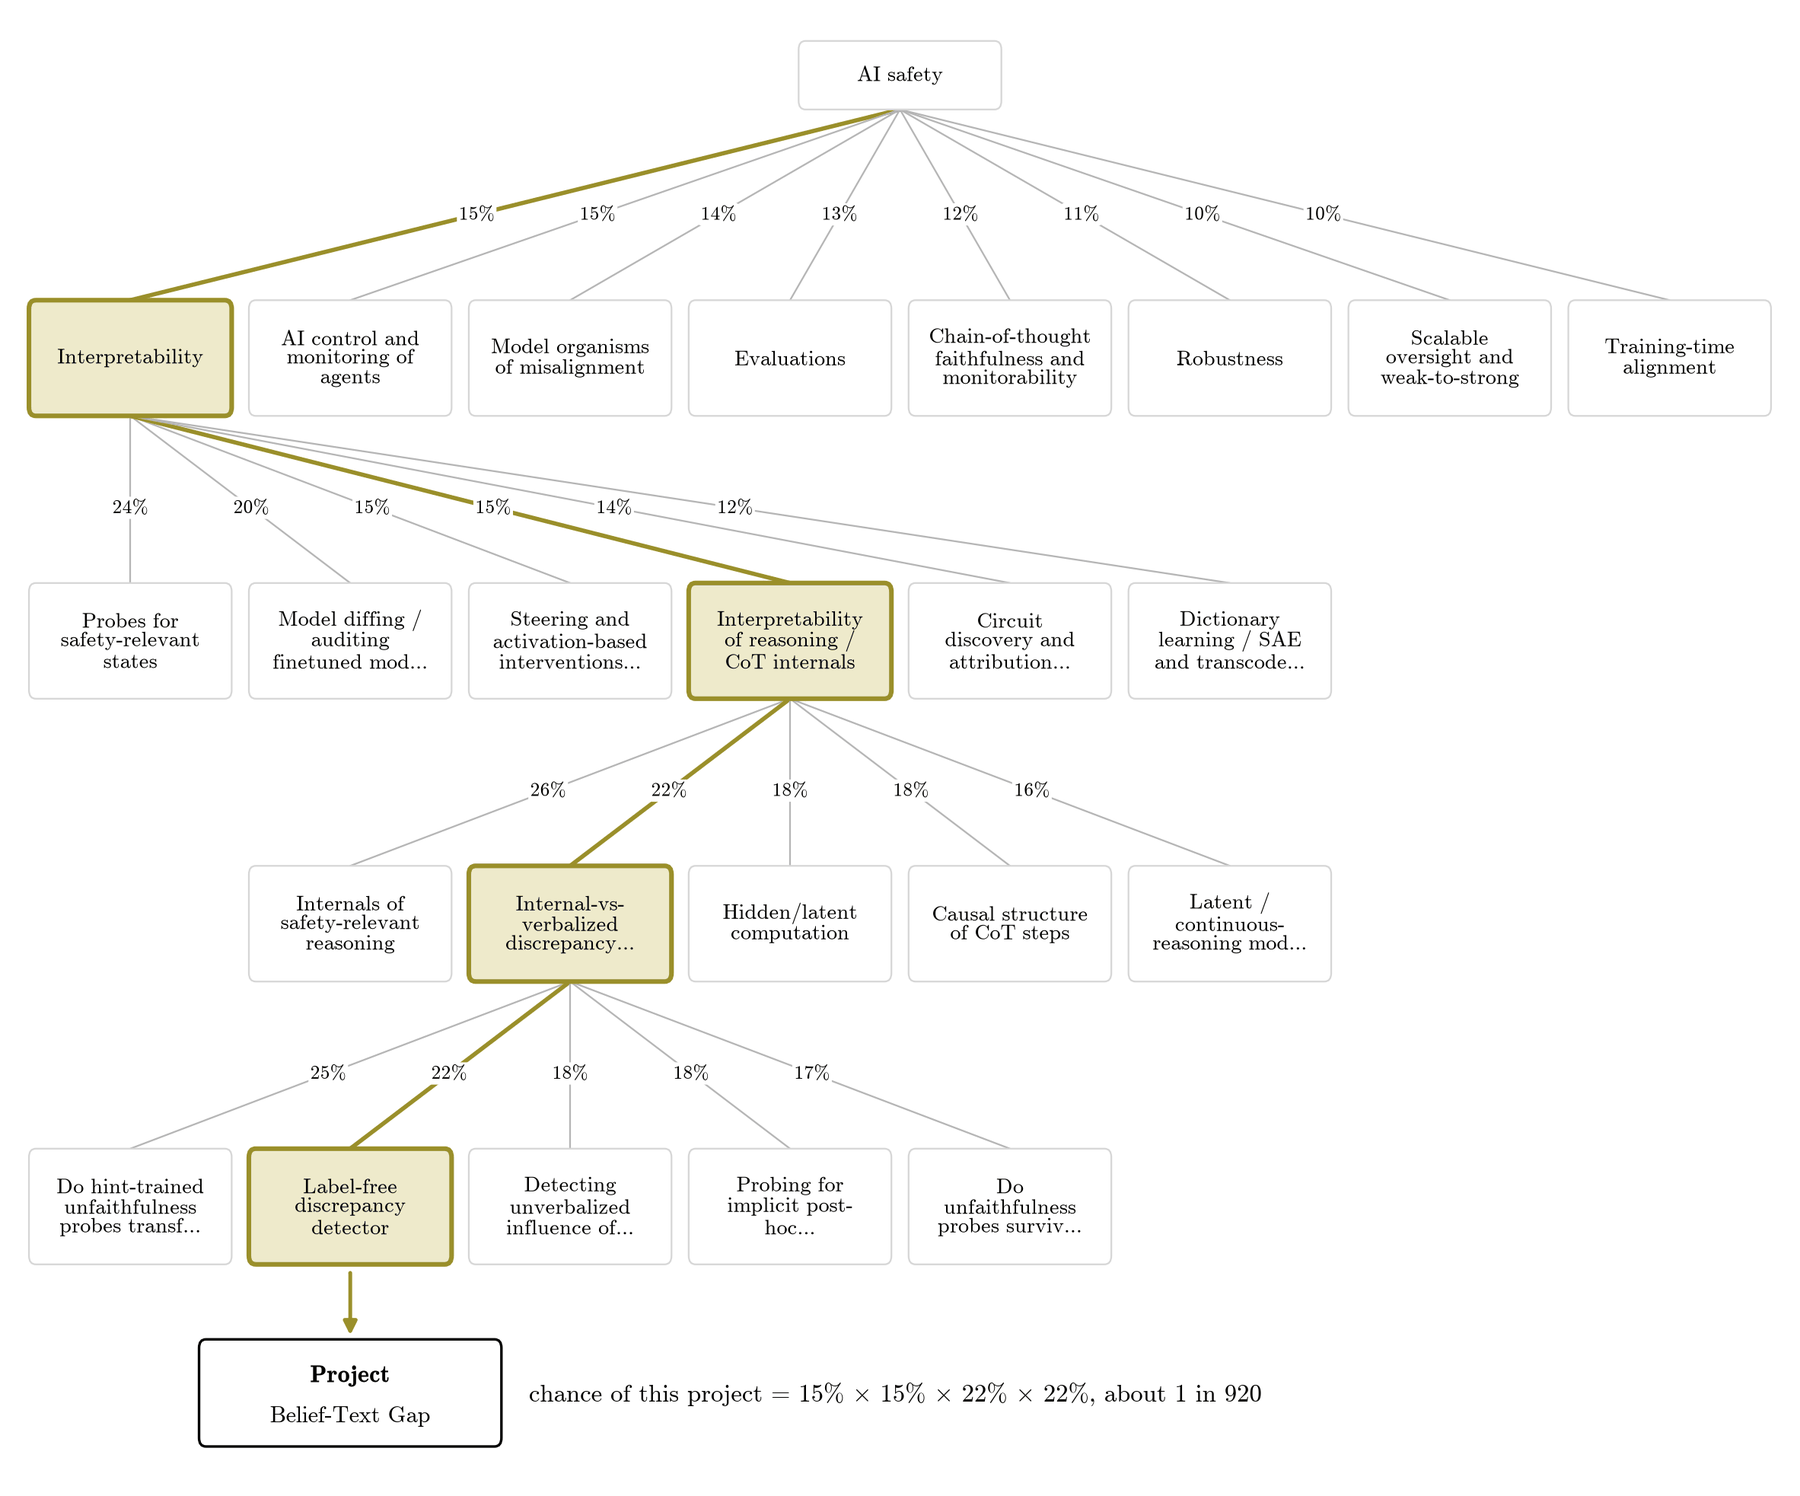 AI safety
15%
15%
14%
13%
12%
11%
10%
10%
Interpretability
AI control and
monitoring of
agents
Model organisms
of misalignment
Evaluations
Chain-of-thought
faithfulness and
monitorability
Robustness
Scalable
oversight and
weak-to-strong
Training-time
alignment
24%
20%
15%
15%
14%
12%
Probes for
safety-relevant
states
Model diffing /
auditing
finetuned mod...
Steering and
activation-based
interventions...
Interpretability
of reasoning /
CoT internals
Circuit
discovery and
attribution...
Dictionary
learning / SAE
and transcode...
26%
22%
18%
18%
16%
Internals of
safety-relevant
reasoning
Internal-vs-
verbalized
discrepancy...
Hidden/latent
computation
Causal structure
of CoT steps
Latent /
continuous-
reasoning mod...
25%
22%
18%
18%
17%
Do hint-trained
unfaithfulness
probes transf...
Label-free
discrepancy
detector
Detecting
unverbalized
influence of...
Probing for
implicit post-
hoc...
Do
unfaithfulness
probes surviv...
Project
Belief-Text Gap
chance of this project = 15% × 15% × 22% × 22%, about 1 in 920